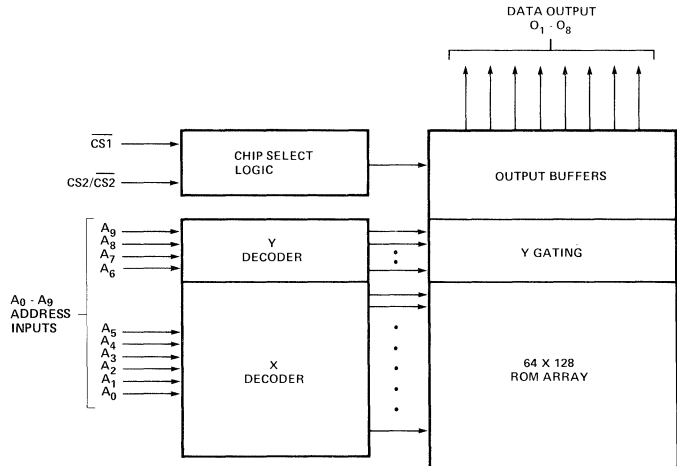 DATA OUTPUT
O1 - O8
CS1
CS2/CS2
CHIP SELECT
LOGIC
OUTPUT BUFFERS
A9
A8
A7
A6
Y
DECODER
Y GATING
A0 - A9
ADDRESS
INPUTS
A5
A4
A3
A2
A1
A0
X
DECODER
64 X 128
ROM ARRAY